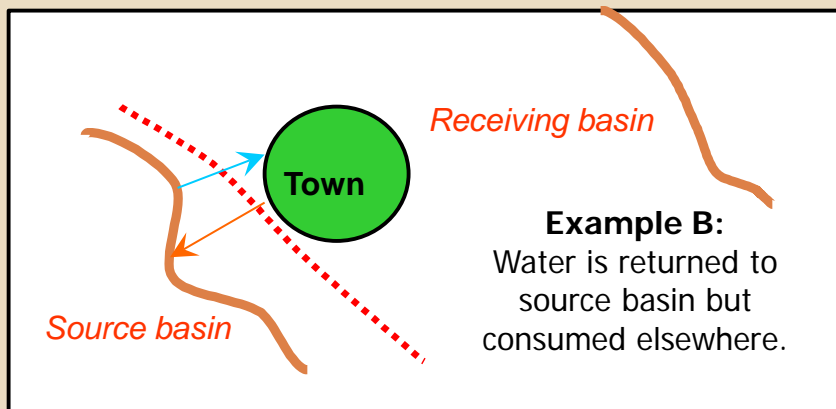 Receiving basin
Town
Example B:
Water is returned to
source basin but
consumed elsewhere.
Source basin